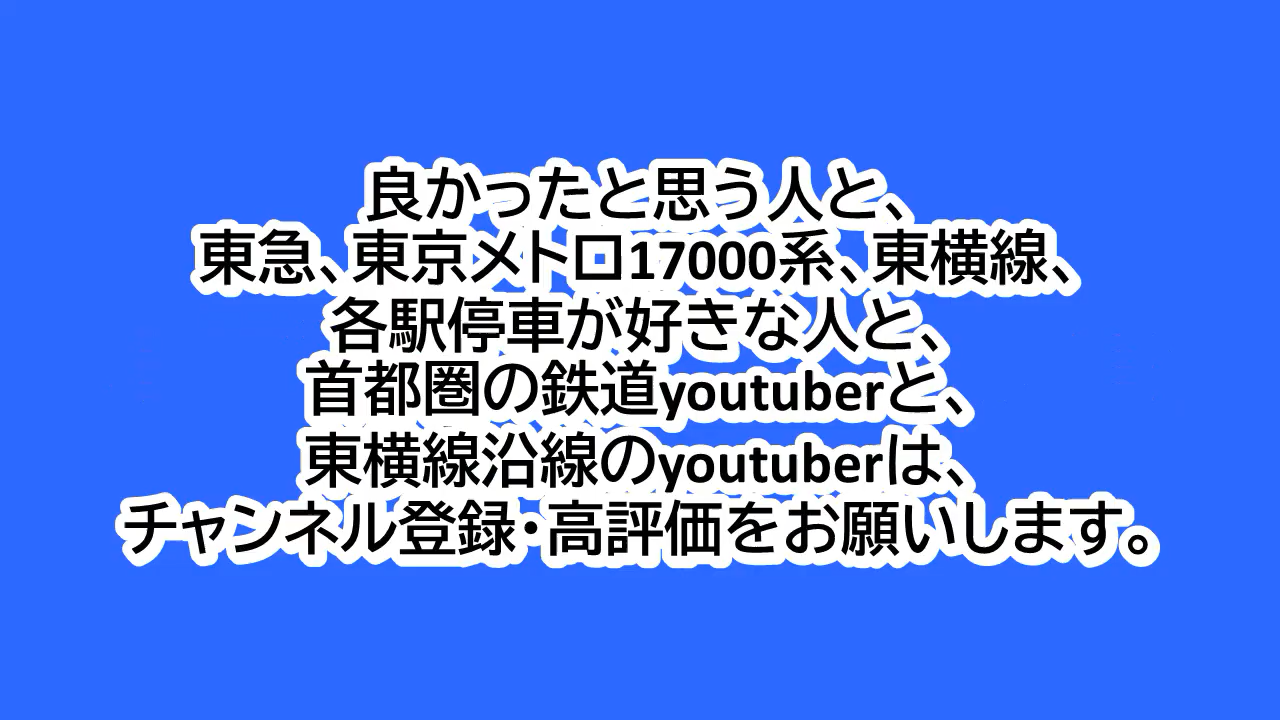 良かったと思う人と、
東急、東京メトロ17000系、東横線、
各駅停車が好きな人と、
首都圏の鉄道youtuberと、
東横線沿線のyoutuberは、
チャンネル登録・高評価をお願いします。